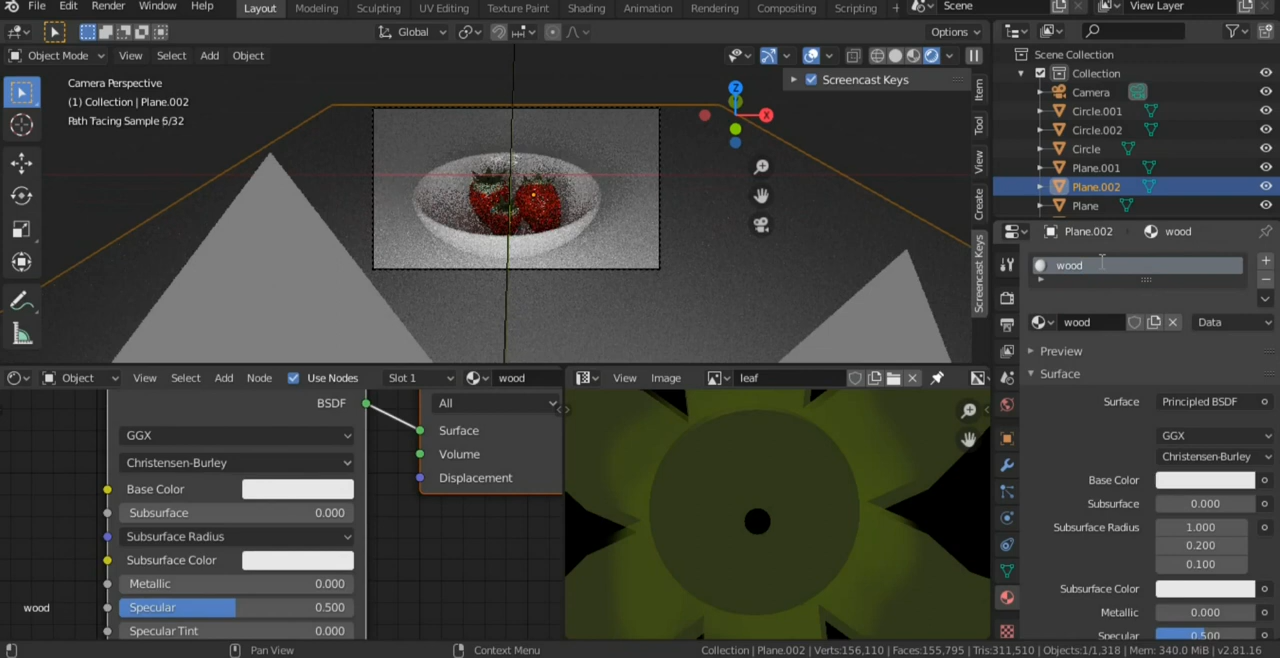 File Edit Render Window Help Layout Modeling Sculpting UV Editing Texture Paint Shading Animation Rendering Compositing Scripting + Scene View Layer
Global Options
Object Mode View Select Add Object
Camera Perspective
(1) Collection | Plane.002
Path Tacing Sample 6/32
Screencast Keys
Z
X
Item
Tool
View
Create
Screencast Keys
Scene Collection
Collection
Camera
Circle.001
Circle.002
Circle
Plane.001
Plane.002
Plane
Plane.002 wood
wood
wood Data
Preview
Surface
Surface Principled BSDF
GGX
Christensen-Burley
Base Color
Subsurface 0.000
Subsurface Radius 1.000
0.200
0.100
Subsurface Color
Metallic 0.000
Specular 0.500
Object View Select Add Node Use Nodes Slot 1 wood
BSDF
GGX
Christensen-Burley
Base Color
Subsurface 0.000
Subsurface Radius
Subsurface Color
Metallic 0.000
Specular 0.500
Specular Tint 0.000
wood
All
Surface
Volume
Displacement
View Image leaf
Pan View
Context Menu
Collection | Plane.002 | Verts:156,110 | Faces:155,795 | Tris:311,510 | Objects:1/1,318 | Mem: 340.0 MiB | v2.81.16